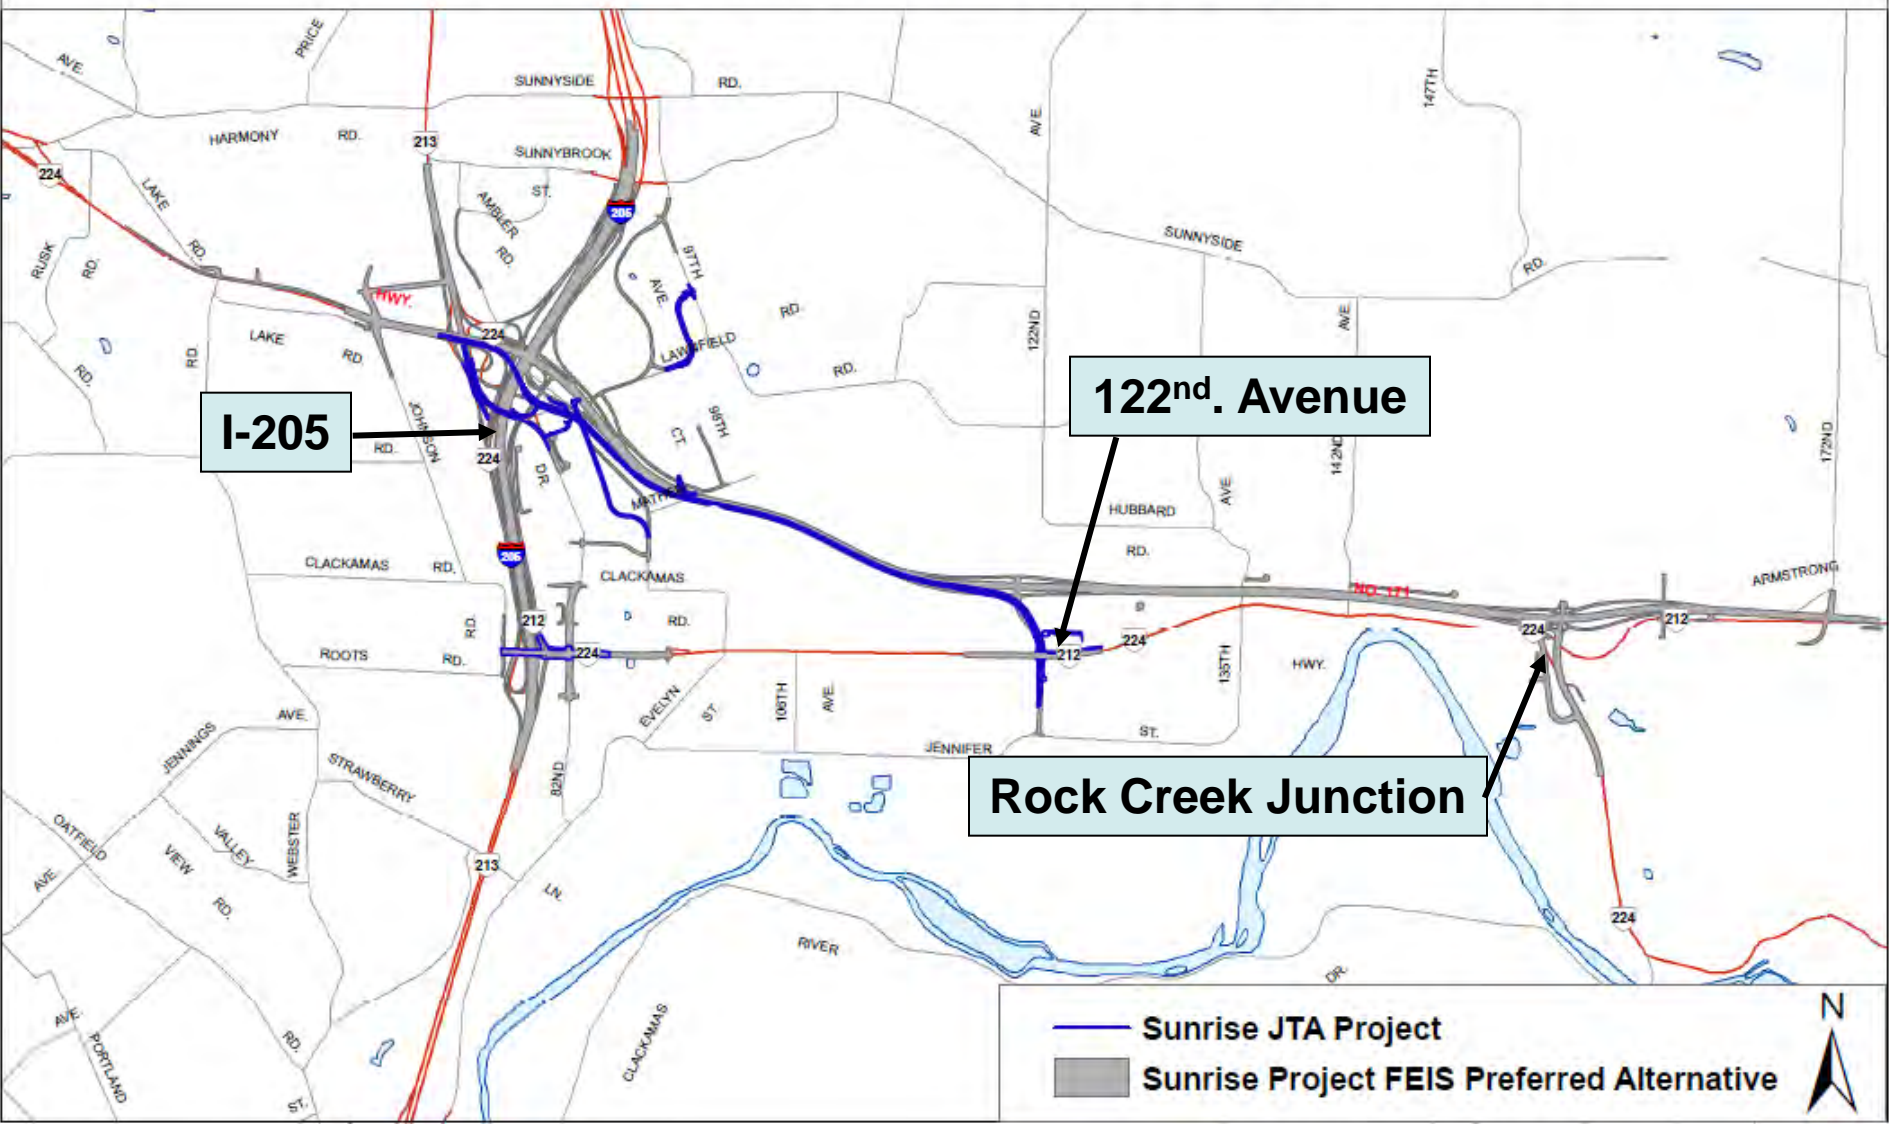 PRICE
AVE.
SUNNYSIDE
RD.
147TH
AVE.
HARMONY
RD.
213
SUNNYBROOK
224
LAKE
ST.
AMBLER
205
RD.
SUNNYSIDE
RUSK
RD.
RD.
97TH
RD.
HWY.
AVE.
RD.
122ND
AVE.
224
LAKE
RD.
RD.
LAWNFIELD
RD.
RD.
122nd. Avenue
I-205
JOHNSON
RD.
224
DR.
CT.
98TH
142ND
172ND
AVE.
MATHER
HUBBARD
RD.
205
CLACKAMAS
RD.
CLACKAMAS
NO. 171
ARMSTRONG
RD.
212
RD.
224
212
224
224
212
ROOTS
RD.
135TH
HWY.
EVELYN
ST.
106TH
AVE.
AVE.
JENNINGS
JENNIFER
ST.
STRAWBERRY
82ND
Rock Creek Junction
OATFIELD
VALLEY
VIEW
WEBSTER
213
AVE.
RD.
LN.
224
RIVER
DR.
AVE.
PORTLAND
RD.
CLACKAMAS
ST.
N
Sunrise JTA Project
Sunrise Project FEIS Preferred Alternative